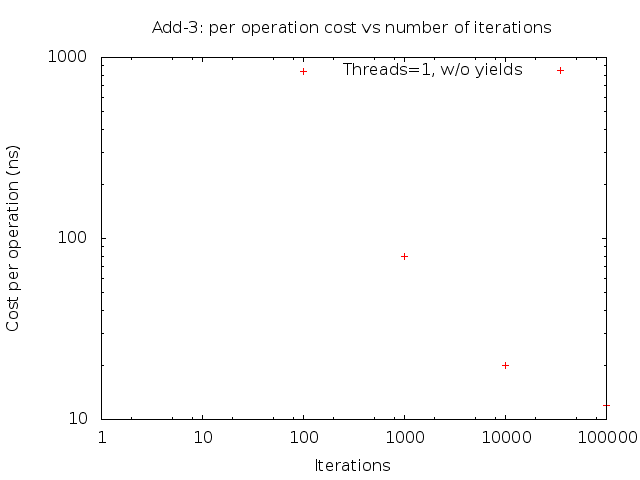 Add-3: per operation cost vs number of iterations
1000
Threads=1, w/o yields
100
10
Cost per operation (ns)
1 10 100 1000 10000 100000
Iterations